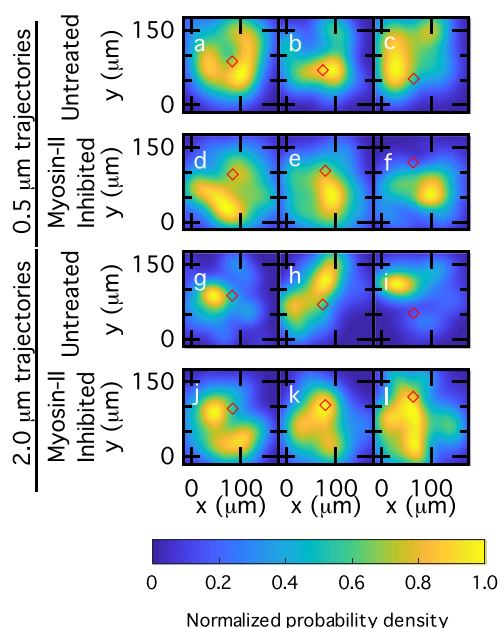 0.5 μm trajectories
Untreated
y (μm)
150
0
a
b
c
Myosin-II
Inhibited
y (μm)
150
0
d
e
f
2.0 μm trajectories
Untreated
y (μm)
150
0
g
h
i
Myosin-II
Inhibited
y (μm)
150
0
j
k
l
0 100 0 100 0 100
x (μm) x (μm) x (μm)
0 0.2 0.4 0.6 0.8 1.0
Normalized probability density